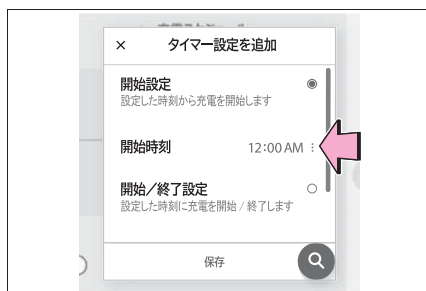 × タイマー設定を追加
開始設定
設定した時刻から充電を開始します
開始時刻 12:00 AM
開始／終了設定
設定した時刻に充電を開始 / 終了します
保存